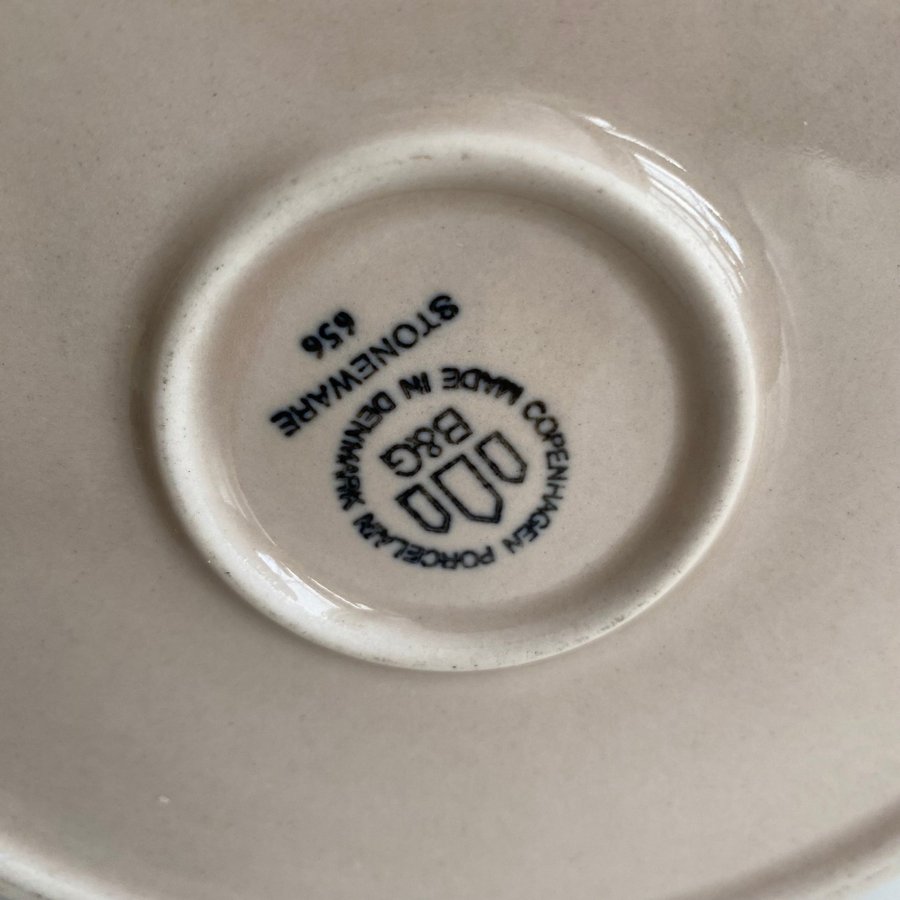 COPENHAGEN PORCELAIN
MADE IN DENMARK
B&G
STONEWARE
656